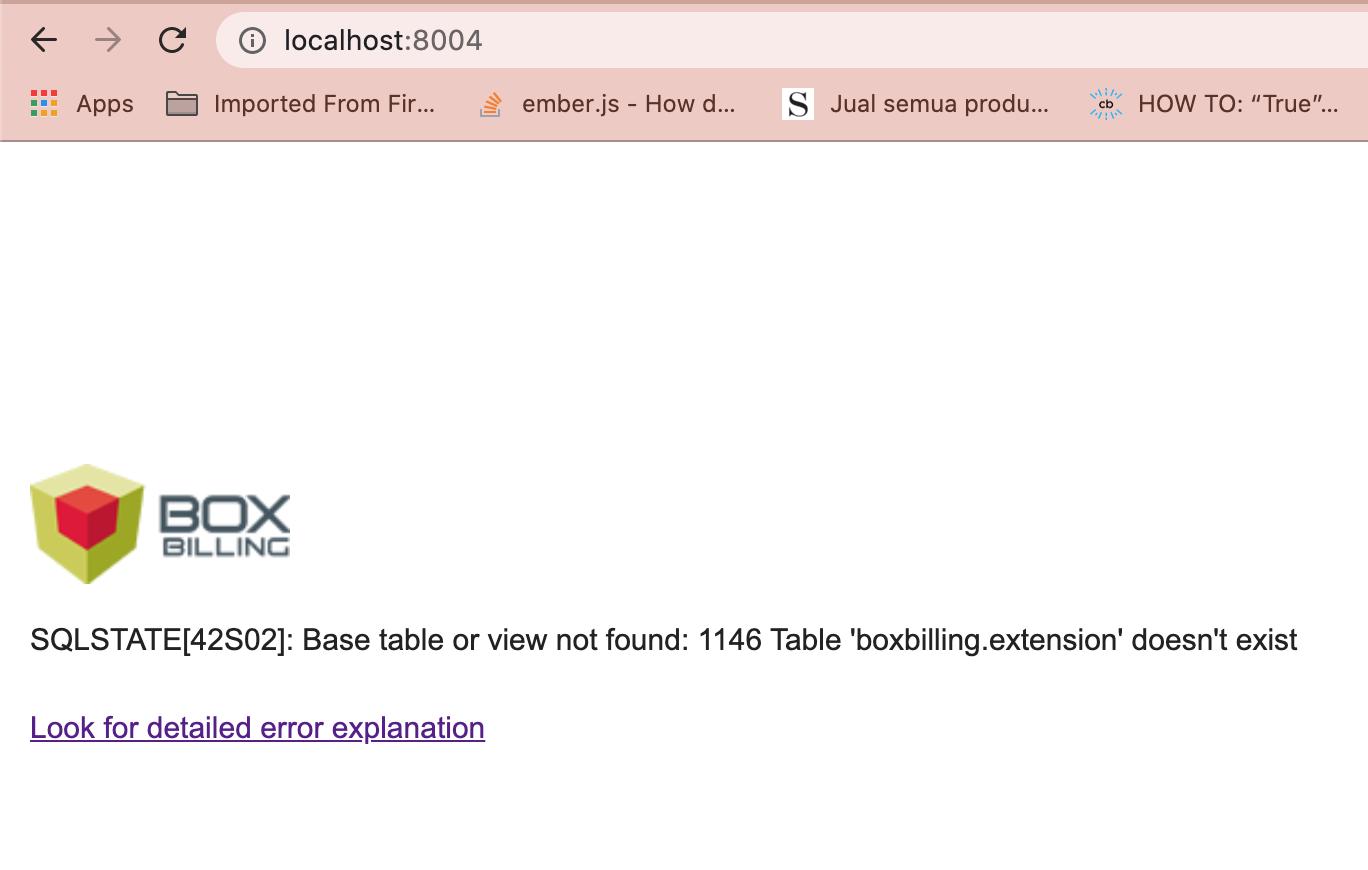 localhost:8004
Apps Imported From Fir... ember.js - How d... S Jual semua produ... cb HOW TO: “True”...
BOX
BILLING
SQLSTATE[42S02]: Base table or view not found: 1146 Table 'boxbilling.extension' doesn't exist
Look for detailed error explanation